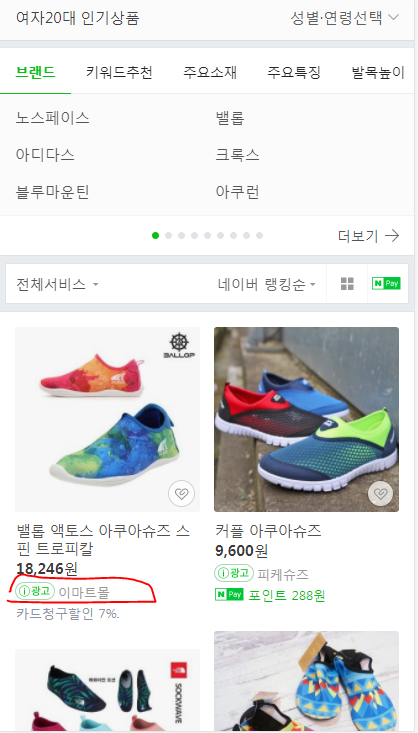 여자20대 인기상품 성별·연령선택
브랜드 키워드추천 주요소재 주요특징 발목높이
노스페이스 밸롭
아디다스 크록스
블루마운틴 아쿠런
더보기
전체서비스 네이버 랭킹순 N Pay
BALLOP
밸롭 액토스 아쿠아슈즈 스
핀 트로피칼
18,246원
광고 이마트몰
카드청구할인 7%.
커플 아쿠아슈즈
9,600원
광고 피케슈즈
N Pay 포인트 288원
THE NORTH FACE
SOCKWAVE